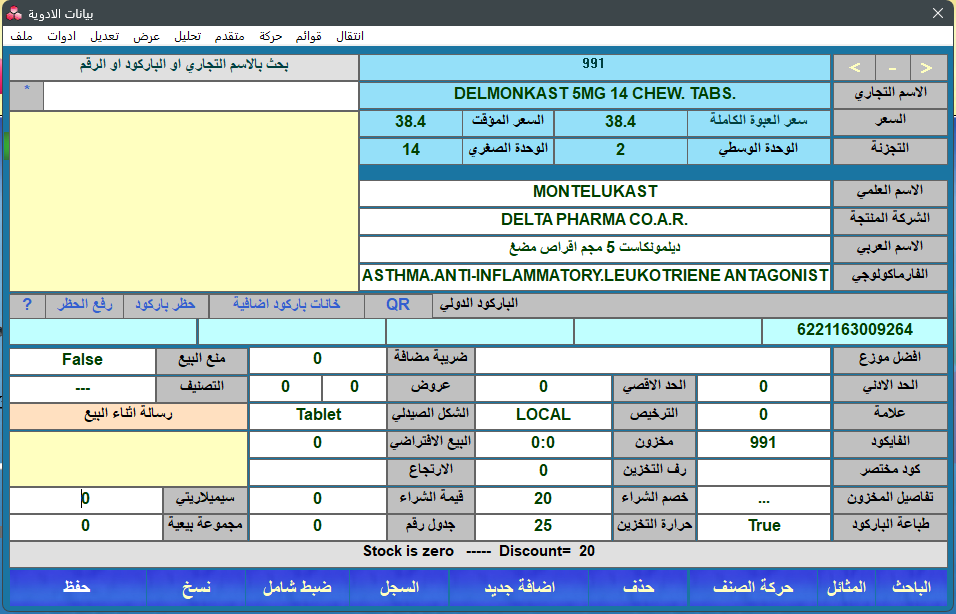 بيانات الادوية
ملف ادوات تعديل عرض تحليل متقدم حركة قوائم انتقال
< - > 991 بحث بالاسم التجاري او الباركود او الرقم
الاسم التجاري DELMONKAST 5MG 14 CHEW. TABS. *
السعر سعر العبوة الكاملة 38.4 السعر المؤقت 38.4
التجزئة الوحدة الوسطي 2 الوحدة الصغري 14
الاسم العلمي MONTELUKAST
الشركة المنتجة DELTA PHARMA CO.A.R.
الاسم العربي ديلمونكاست 5 مجم اقراص مضغ
الفارماكولوجي ASTHMA.ANTI-INFLAMMATORY.LEUKOTRIENE ANTAGONIST
الباركود الدولي QR خانات باركود اضافية حظر باركود رفع الحظر ?
6221163009264
افضل موزع ضريبة مضافة 0 منع البيع False
الحد الادني 0 الحد الاقصي 0 عروض 0 0 التصنيف ---
علامة 0 الترخيص LOCAL الشكل الصيدلي Tablet رسالة اثناء البيع
الفايكود 991 مخزون 0:0 البيع الافتراضي 0
كود مختصر رف التخزين 0 الارتجاع
تفاصيل المخزون ... خصم الشراء 20 قيمة الشراء 0 سيميلاريتي 0
طباعة الباركود True حرارة التخزين 25 جدول رقم 0 مجموعة بيعية 0
Stock is zero ----- Discount= 20
الباحث المثائل حركة الصنف حذف اضافة جديد السجل ضبط شامل نسخ حفظ